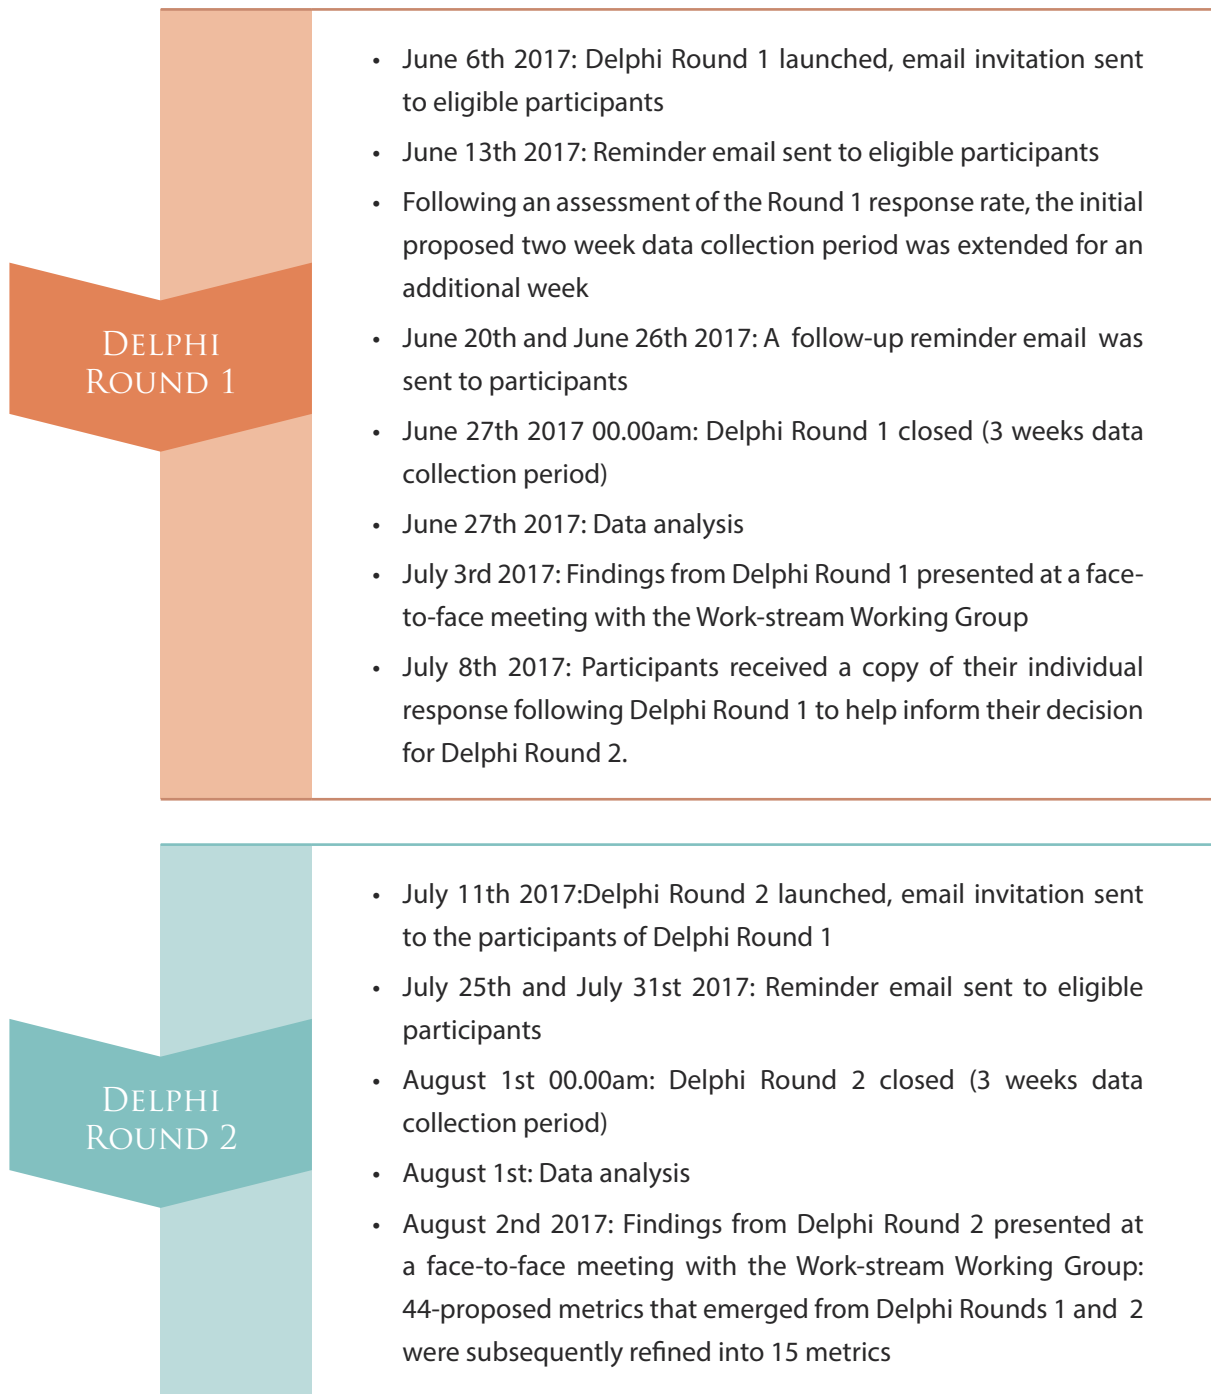 • June 6th 2017: Delphi Round 1 launched, email invitation sent
to eligible participants
• June 13th 2017: Reminder email sent to eligible participants
• Following an assessment of the Round 1 response rate, the initial
proposed two week data collection period was extended for an
additional week
DELPHI
ROUND 1
• June 20th and June 26th 2017: A follow-up reminder email was
sent to participants
• June 27th 2017 00.00am: Delphi Round 1 closed (3 weeks data
collection period)
• June 27th 2017: Data analysis
• July 3rd 2017: Findings from Delphi Round 1 presented at a face-
to-face meeting with the Work-stream Working Group
• July 8th 2017: Participants received a copy of their individual
response following Delphi Round 1 to help inform their decision
for Delphi Round 2.
• July 11th 2017:Delphi Round 2 launched, email invitation sent
to the participants of Delphi Round 1
• July 25th and July 31st 2017: Reminder email sent to eligible
participants
DELPHI
ROUND 2
• August 1st 00.00am: Delphi Round 2 closed (3 weeks data
collection period)
• August 1st: Data analysis
• August 2nd 2017: Findings from Delphi Round 2 presented at
a face-to-face meeting with the Work-stream Working Group:
44-proposed metrics that emerged from Delphi Rounds 1 and 2
were subsequently refined into 15 metrics